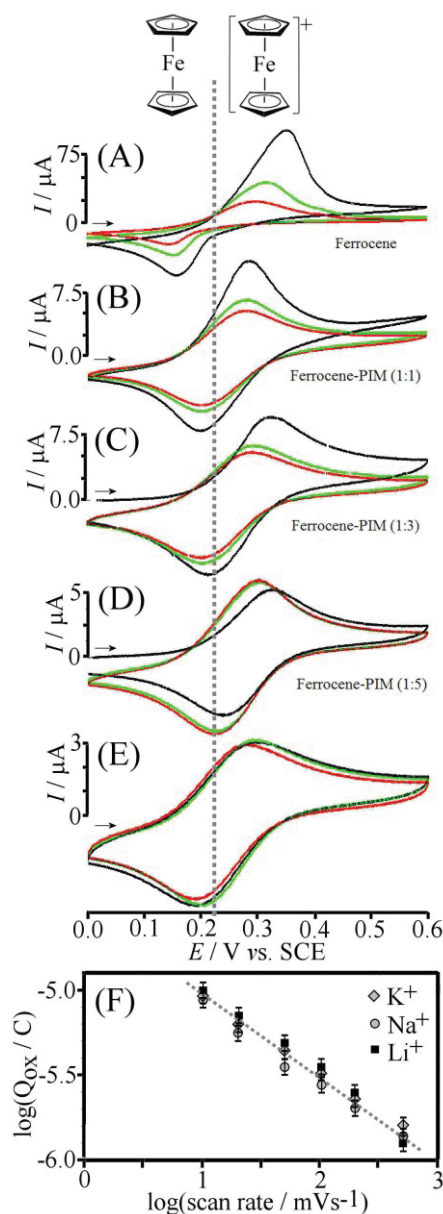 Fe
Fe
+
(A)
75
0
I / μA
Ferrocene
(B)
7.5
0.0
I / μA
Ferrocene-PIM (1:1)
(C)
7.5
0.0
I / μA
Ferrocene-PIM (1:3)
(D)
5
0
I / μA
Ferrocene-PIM (1:5)
(E)
3
0
I / μA
0.0 0.1 0.2 0.3 0.4 0.5 0.6
E / V vs. SCE
(F)
K+
Na+
Li+
-5.0
-5.5
-6.0
log(Qox / C)
0 1 2 3
log(scan rate / mVs-1)